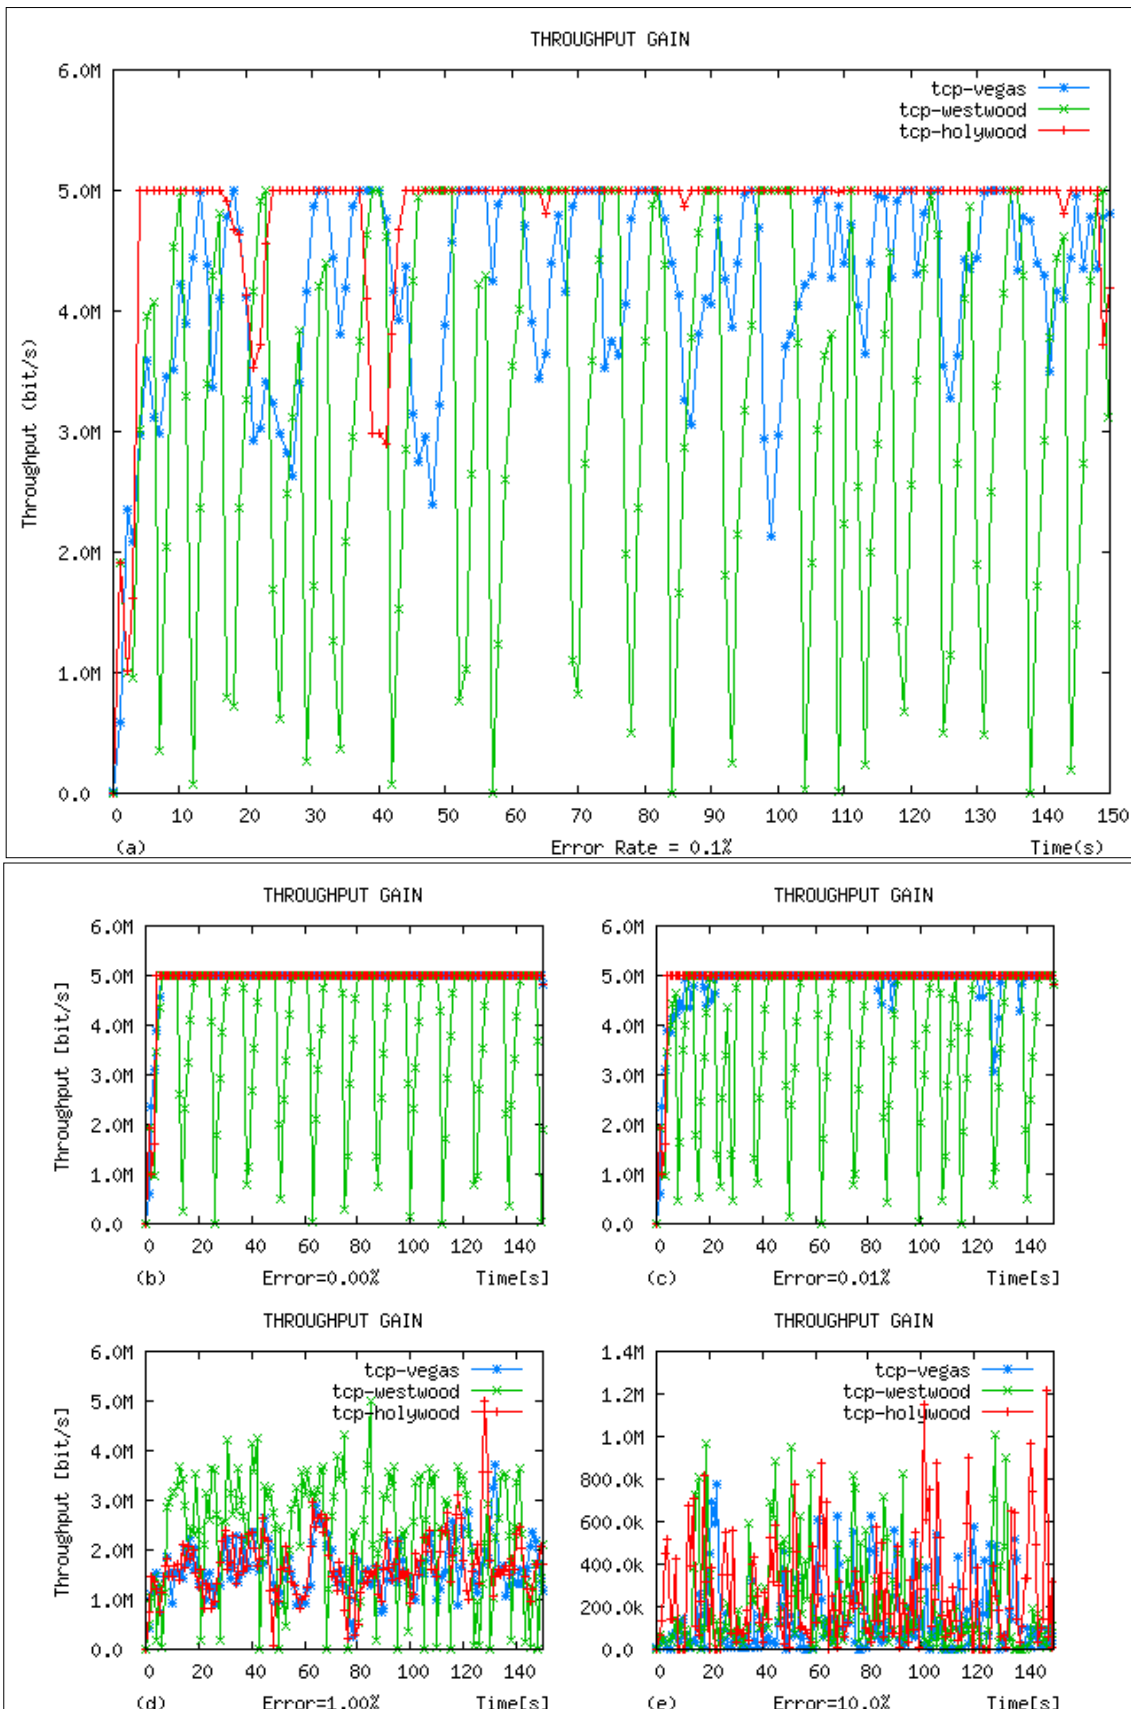 THROUGHPUT GAIN
6.0M
tcp-vegas
tcp-westwood
tcp-holywood
5.0M
4.0M
3.0M
2.0M
1.0M
0.0
Throughput (bit/s)
0 10 20 30 40 50 60 70 80 90 100 110 120 130 140 150
(a) Error Rate = 0.1% Time(s)
THROUGHPUT GAIN
6.0M
5.0M
4.0M
3.0M
2.0M
1.0M
0.0
Throughput [bit/s]
0 20 40 60 80 100 120 140
(b) Error=0.00% Time[s]
THROUGHPUT GAIN
6.0M
5.0M
4.0M
3.0M
2.0M
1.0M
0.0
0 20 40 60 80 100 120 140
(c) Error=0.01% Time[s]
THROUGHPUT GAIN
6.0M
tcp-vegas
tcp-westwood
tcp-holywood
5.0M
4.0M
3.0M
2.0M
1.0M
0.0
Throughput [bit/s]
0 20 40 60 80 100 120 140
(d) Error=1.00% Time[s]
THROUGHPUT GAIN
1.4M
tcp-vegas
tcp-westwood
tcp-holywood
1.2M
1.0M
800.0k
600.0k
400.0k
200.0k
0.0
0 20 40 60 80 100 120 140
(e) Error=10.0% Time[s]